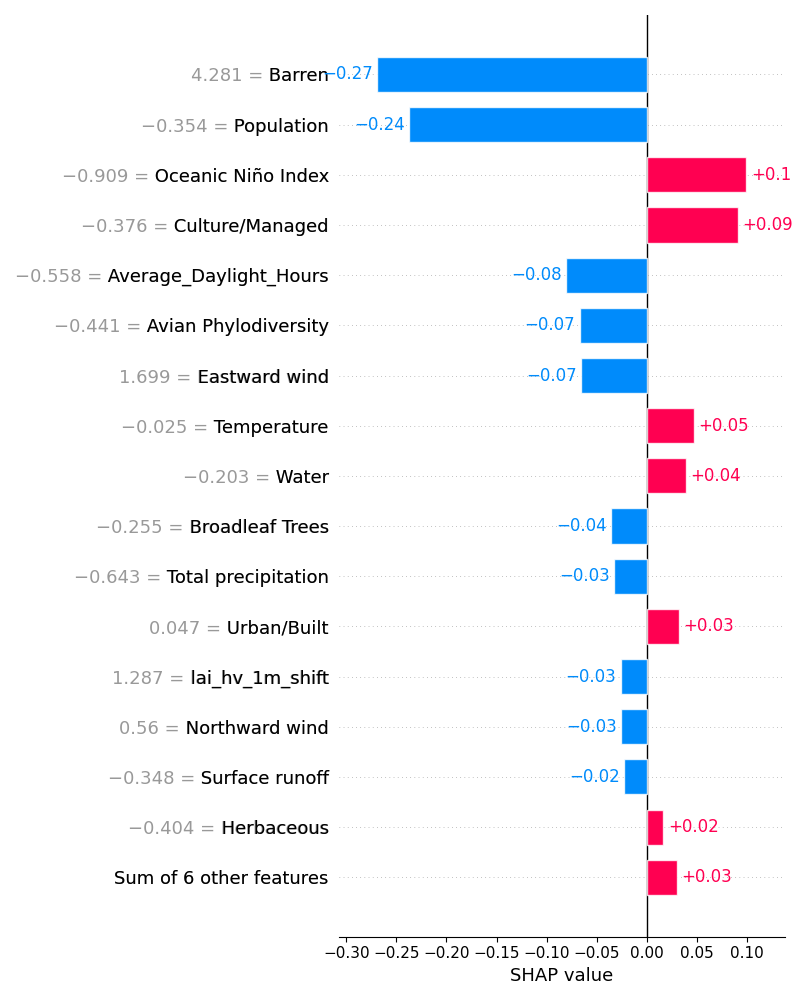 4.281 = Barren −0.27
−0.354 = Population −0.24
−0.909 = Oceanic Niño Index +0.1
−0.376 = Culture/Managed +0.09
−0.558 = Average_Daylight_Hours −0.08
−0.441 = Avian Phylodiversity −0.07
1.699 = Eastward wind −0.07
−0.025 = Temperature +0.05
−0.203 = Water +0.04
−0.255 = Broadleaf Trees −0.04
−0.643 = Total precipitation −0.03
0.047 = Urban/Built +0.03
1.287 = lai_hv_1m_shift −0.03
0.56 = Northward wind −0.03
−0.348 = Surface runoff −0.02
−0.404 = Herbaceous +0.02
Sum of 6 other features +0.03
−0.30 −0.25 −0.20 −0.15 −0.10 −0.05 0.00 0.05 0.10
SHAP value